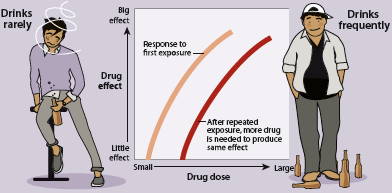 Drinks
rarely
Big
effect
Drug
effect
Little
effect
Response to
first exposure
After repeated
exposure, more drug
is needed to produce
same effect
Small
Large
Drug dose
Drinks
frequently